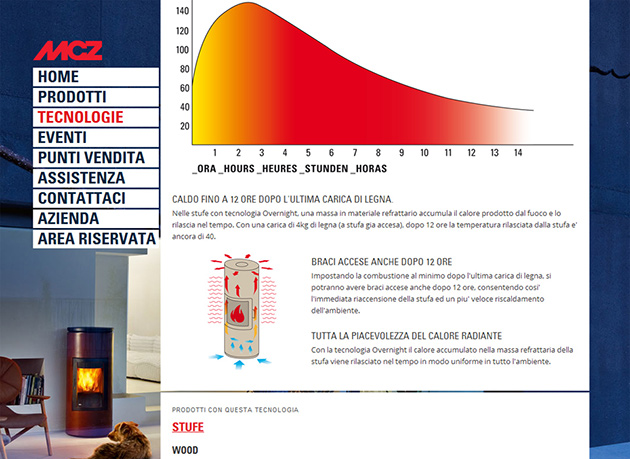 MCZ
HOME
PRODOTTI
TECNOLOGIE
EVENTI
PUNTI VENDITA
ASSISTENZA
CONTATTACI
AZIENDA
AREA RISERVATA
140
120
100
80
60
40
20
1 2 3 4 5 6 7 8 9 10 11 12 13 14
_ORA _HOURS _HEURES _STUNDEN _HORAS
CALDO FINO A 12 ORE DOPO L'ULTIMA CARICA DI LEGNA.
Nelle stufe con tecnologia Overnight, una massa in materiale refrattario accumula il calore prodotto dal fuoco e lo
rilascia nel tempo. Con una carica di 4kg di legna (a stufa gia accesa), dopo 12 ore la temperatura rilasciata dalla stufa e'
ancora di 40.
BRACI ACCESE ANCHE DOPO 12 ORE
Impostando la combustione al minimo dopo l'ultima carica di legna, si
potranno avere braci accese anche dopo 12 ore, consentendo cosi'
l'immediata riaccensione della stufa ed un piu' veloce riscaldamento
dell'ambiente.
TUTTA LA PIACEVOLEZZA DEL CALORE RADIANTE
Con la tecnologia Overnight il calore accumulato nella massa refrattaria della
stufa viene rilasciato nel tempo in modo uniforme in tutto l'ambiente.
PRODOTTI CON QUESTA TECNOLOGIA
STUFE
WOOD